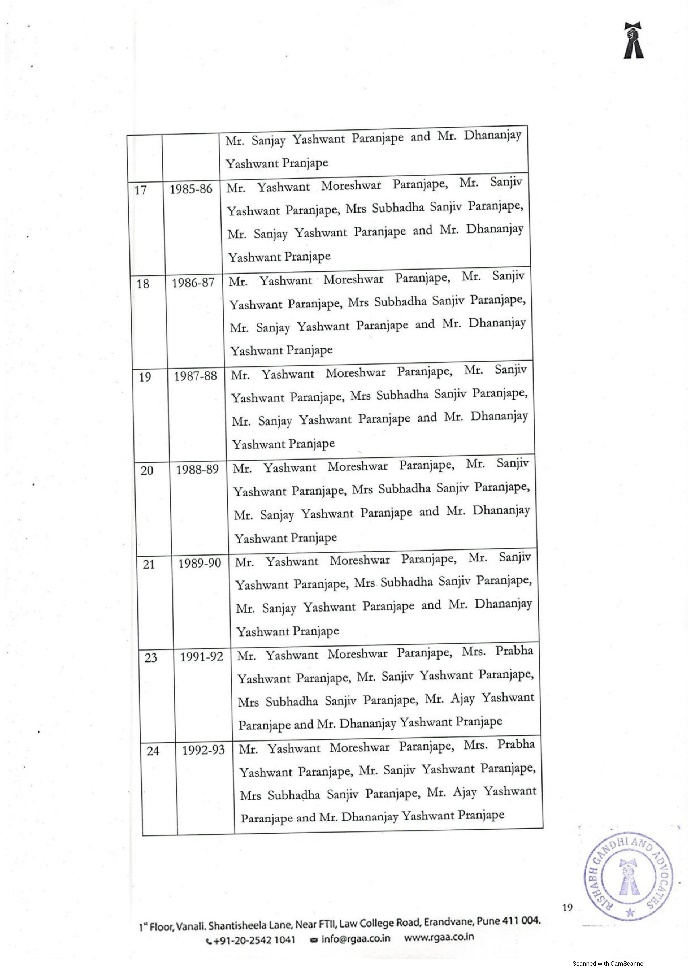 Mr. Sanjay Yashwant Paranjape and Mr. Dhananjay
Yashwant Pranjape
17 1985-86 Mr. Yashwant Moreshwar Paranjape, Mr. Sanjiv
Yashwant Paranjape, Mrs Subhadha Sanjiv Paranjape,
Mr. Sanjay Yashwant Paranjape and Mr. Dhananjay
Yashwant Pranjape
18 1986-87 Mr. Yashwant Moreshwar Paranjape, Mr. Sanjiv
Yashwant Paranjape, Mrs Subhadha Sanjiv Paranjape,
Mr. Sanjay Yashwant Paranjape and Mr. Dhananjay
Yashwant Pranjape
19 1987-88 Mr. Yashwant Moreshwar Paranjape, Mr. Sanjiv
Yashwant Paranjape, Mrs Subhadha Sanjiv Paranjape,
Mr. Sanjay Yashwant Paranjape and Mr. Dhananjay
Yashwant Pranjape
20 1988-89 Mr. Yashwant Moreshwar Paranjape, Mr. Sanjiv
Yashwant Paranjape, Mrs Subhadha Sanjiv Paranjape,
Mr. Sanjay Yashwant Paranjape and Mr. Dhananjay
Yashwant Pranjape
21 1989-90 Mr. Yashwant Moreshwar Paranjape, Mr. Sanjiv
Yashwant Paranjape, Mrs Subhadha Sanjiv Paranjape,
Mr. Sanjay Yashwant Paranjape and Mr. Dhananjay
Yashwant Pranjape
23 1991-92 Mr. Yashwant Moreshwar Paranjape, Mrs. Prabha
Yashwant Paranjape, Mr. Sanjiv Yashwant Paranjape,
Mrs Subhadha Sanjiv Paranjape, Mr. Ajay Yashwant
Paranjape and Mr. Dhananjay Yashwant Pranjape
24 1992-93 Mr. Yashwant Moreshwar Paranjape, Mrs. Prabha
Yashwant Paranjape, Mr. Sanjiv Yashwant Paranjape,
Mrs Subhadha Sanjiv Paranjape, Mr. Ajay Yashwant
Paranjape and Mr. Dhananjay Yashwant Pranjape
RISHABH GANDHI AND ADVOCATES
19
1st Floor, Vanali, Shantisheela Lane, Near FTII, Law College Road, Erandvane, Pune 411 004.
+91-20-2542 1041 info@rgaa.co.in www.rgaa.co.in
Scanned with CamScanne